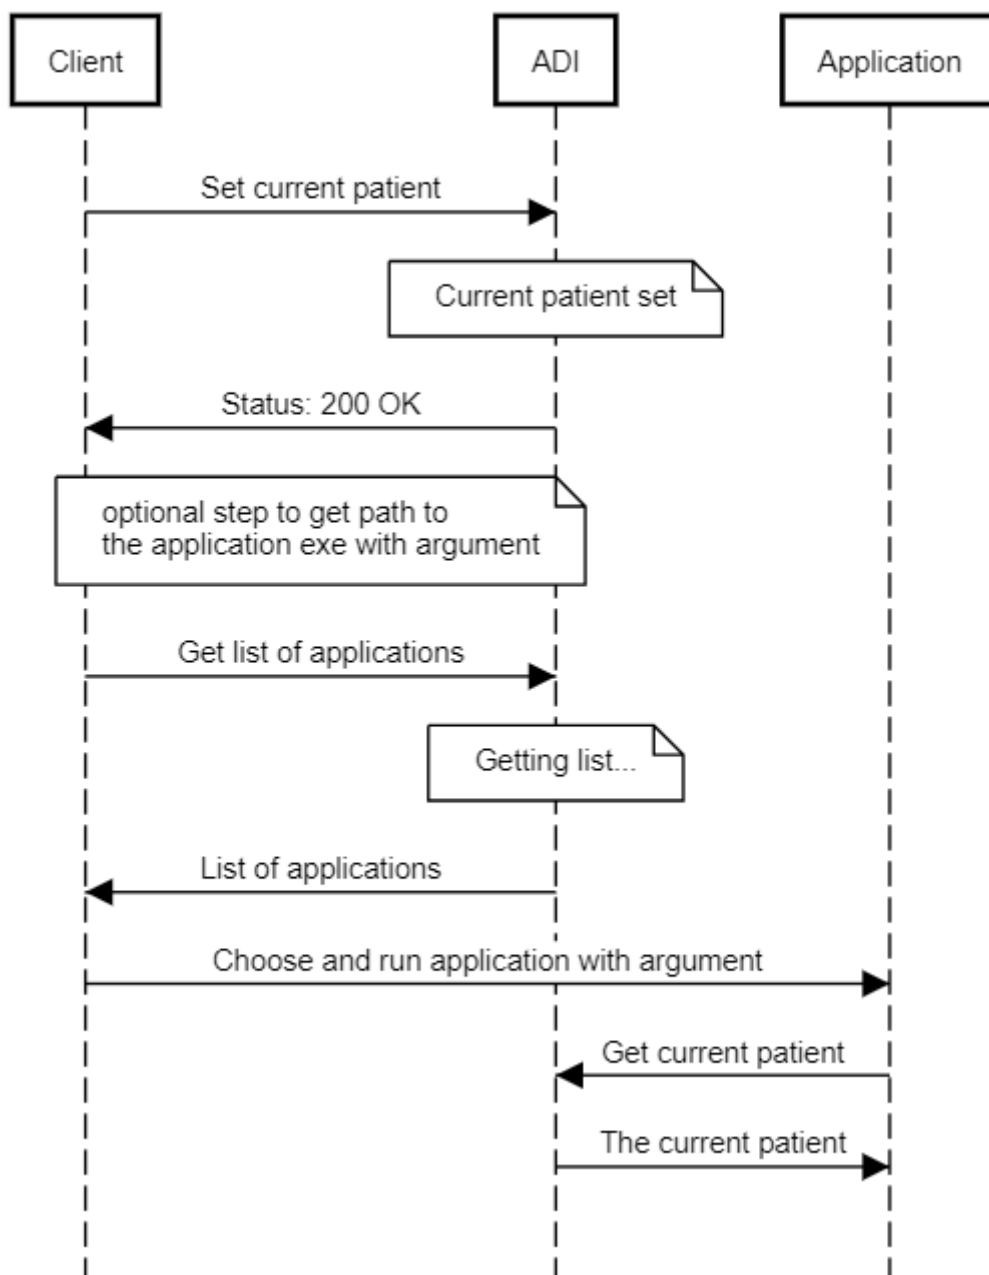 Client
ADI
Application
Set current patient
Current patient set
Status: 200 OK
optional step to get path to
the application exe with argument
Get list of applications
Getting list...
List of applications
Choose and run application with argument
Get current patient
The current patient